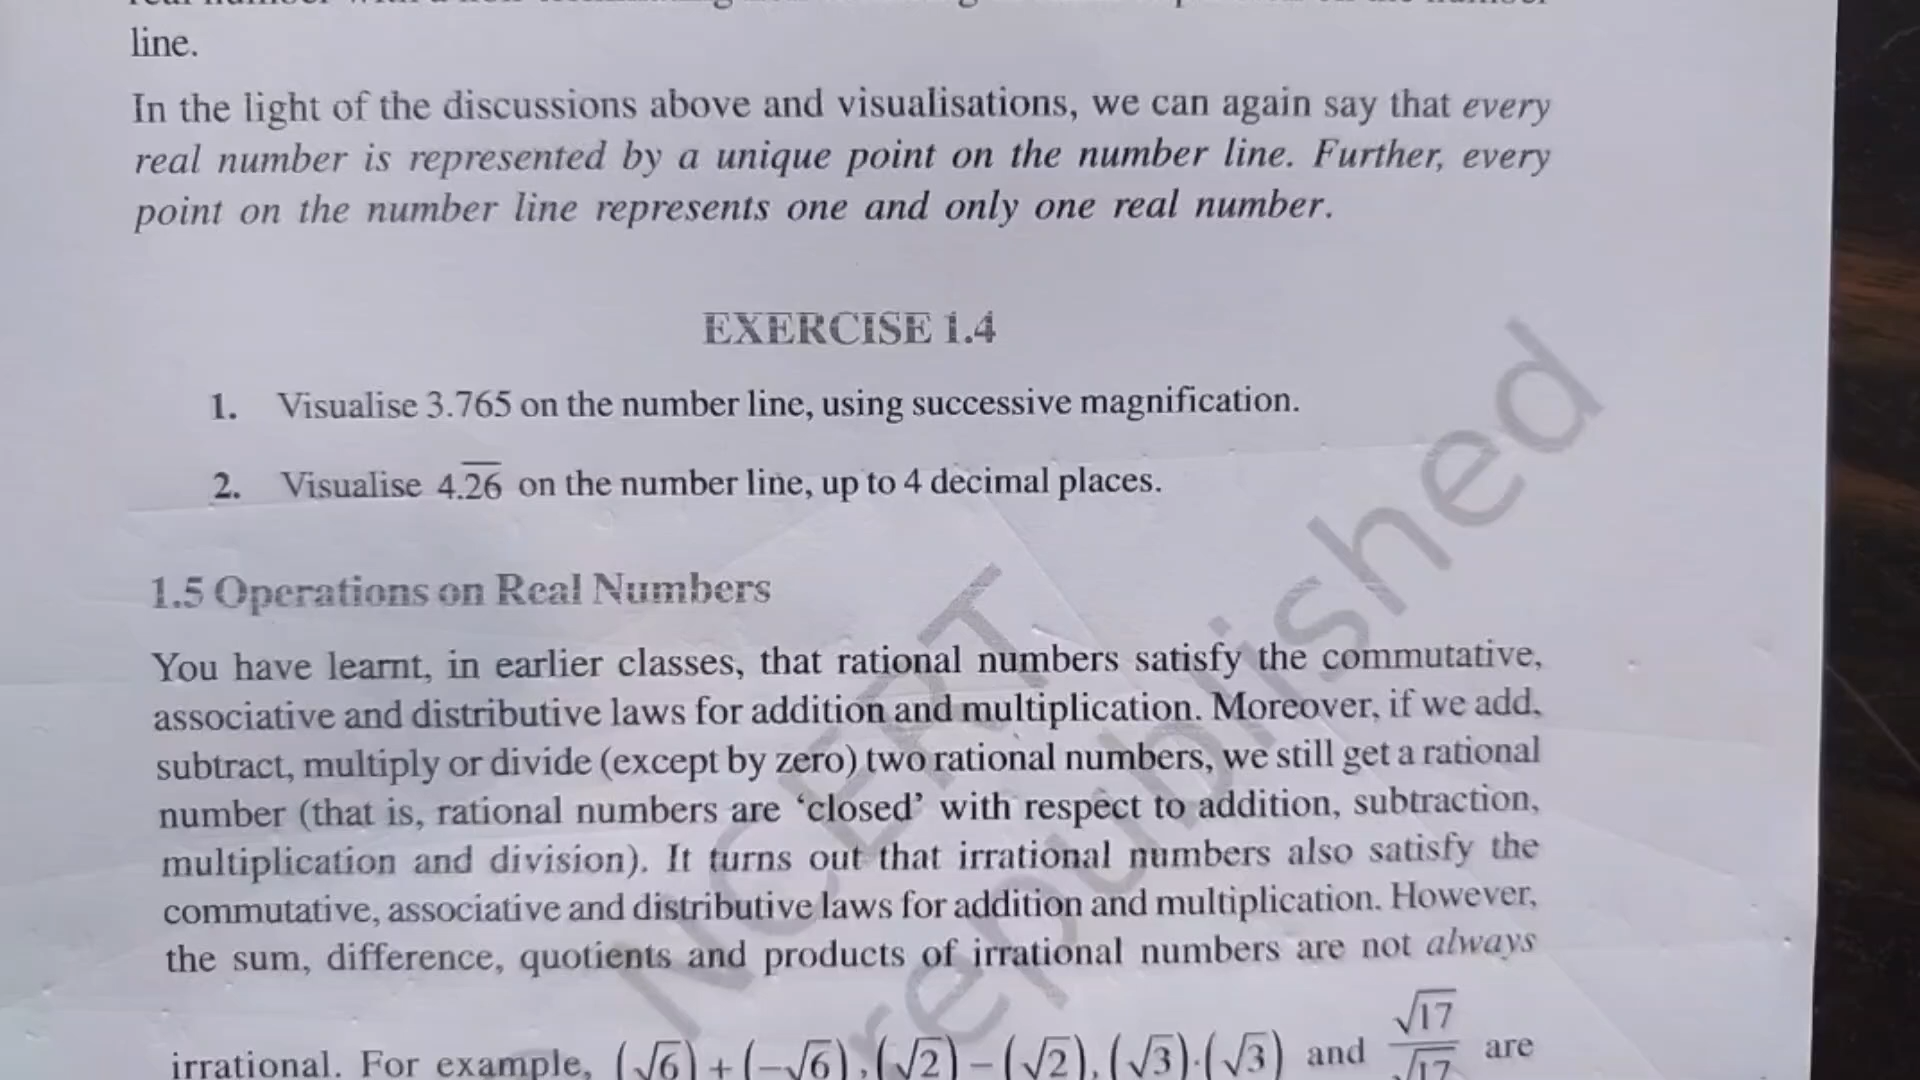 line.
In the light of the discussions above and visualisations, we can again say that every
real number is represented by a unique point on the number line. Further, every
point on the number line represents one and only one real number.
EXERCISE 1.4
1. Visualise 3.765 on the number line, using successive magnification.
2. Visualise 4.2̅6̅ on the number line, up to 4 decimal places.
1.5 Operations on Real Numbers
You have learnt, in earlier classes, that rational numbers satisfy the commutative,
associative and distributive laws for addition and multiplication. Moreover, if we add,
subtract, multiply or divide (except by zero) two rational numbers, we still get a rational
number (that is, rational numbers are ‘closed’ with respect to addition, subtraction,
multiplication and division). It turns out that irrational numbers also satisfy the
commutative, associative and distributive laws for addition and multiplication. However,
the sum, difference, quotients and products of irrational numbers are not always
irrational. For example, (√6) + (−√6), (√2) − (√2), (√3)·(√3) and √17/√17 are
NCERT
republished